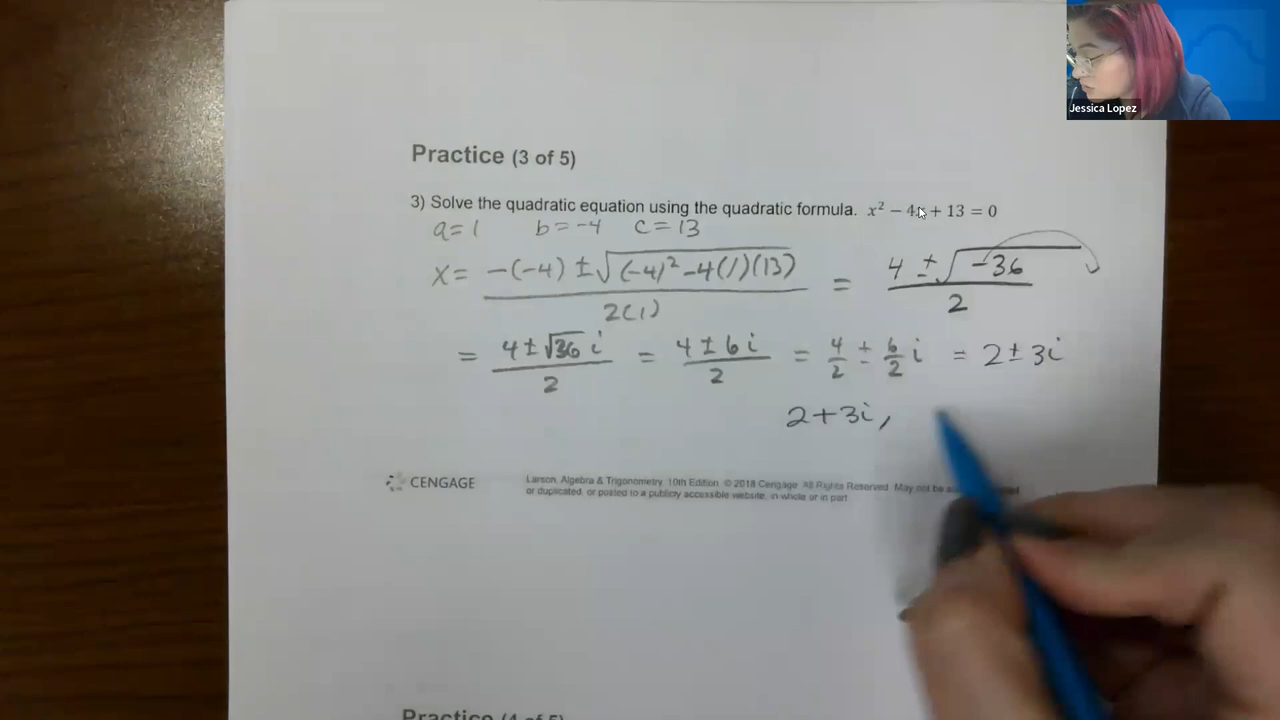 Jessica Lopez
Practice (3 of 5)
3) Solve the quadratic equation using the quadratic formula. x² − 4x + 13 = 0
a=1 b=-4 c=13
x = -(-4) ± √(-4)²-4(1)(13) / 2(1) = 4 ± √-36 / 2
= 4±√36 i / 2 = 4 ± 6i / 2 = 4/2 ± 6/2 i = 2 ± 3i
2+3i,
CENGAGE
Larson, Algebra & Trigonometry, 10th Edition. © 2018 Cengage. All Rights Reserved. May not be
or duplicated, or posted to a publicly accessible website, in whole or in part.
Practice (4 of 5)